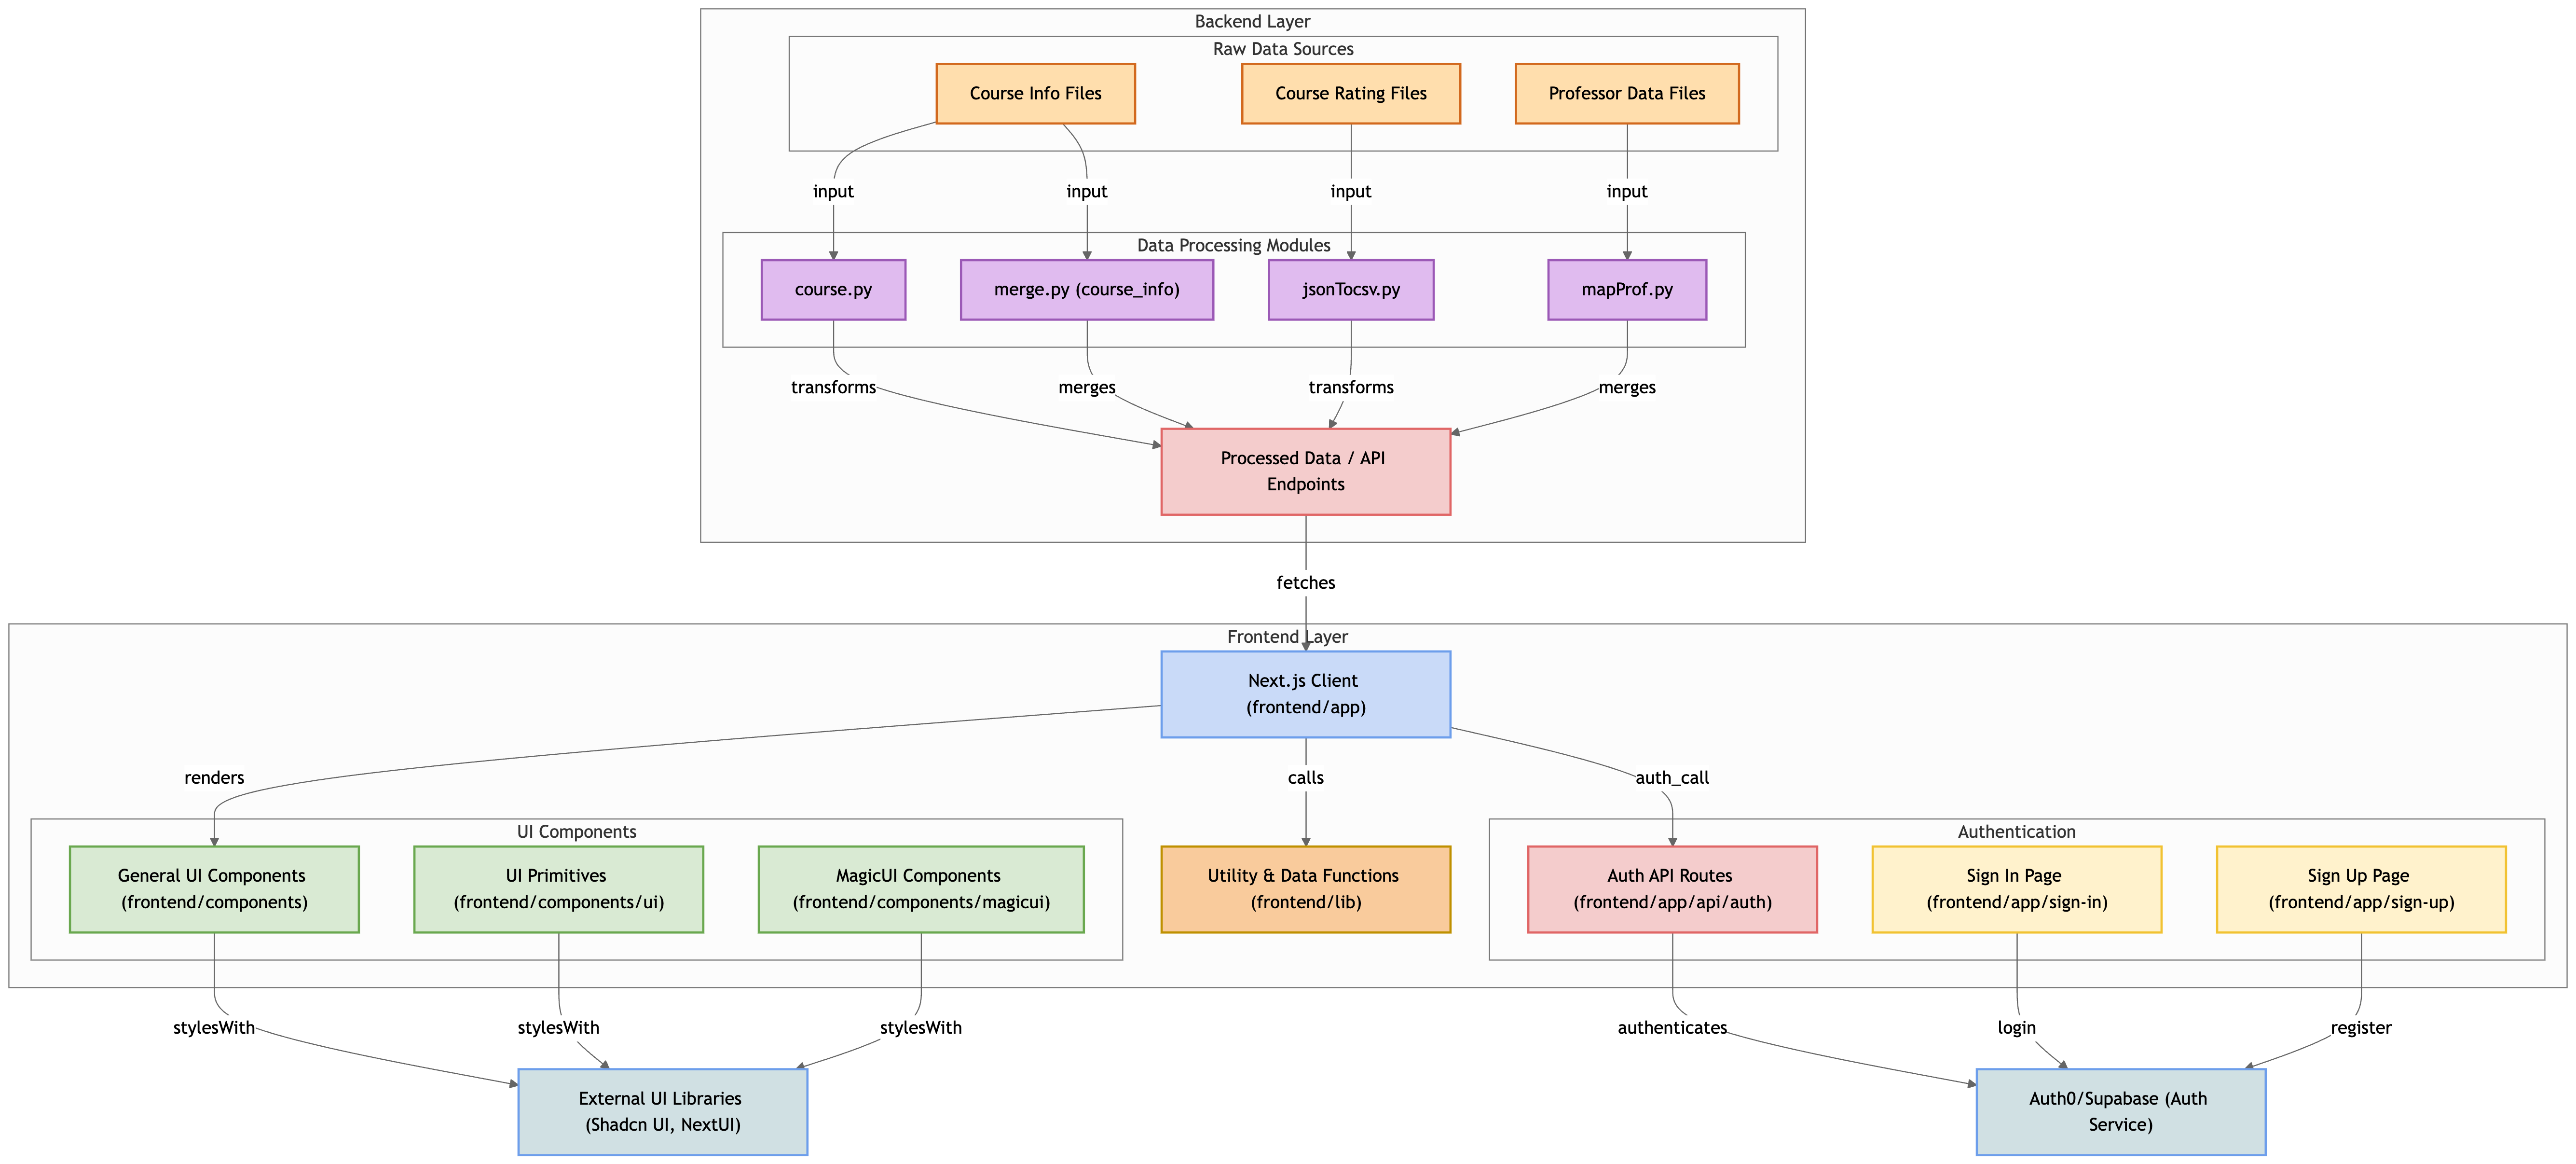 Backend Layer
Raw Data Sources
Course Info Files
Course Rating Files
Professor Data Files
input
input
input
input
Data Processing Modules
course.py
merge.py (course_info)
jsonTocsv.py
mapProf.py
transforms
merges
transforms
merges
Processed Data / API
Endpoints
fetches
Frontend Layer
Next.js Client
(frontend/app)
renders
calls
auth_call
UI Components
Authentication
General UI Components
(frontend/components)
UI Primitives
(frontend/components/ui)
MagicUI Components
(frontend/components/magicui)
Utility & Data Functions
(frontend/lib)
Auth API Routes
(frontend/app/api/auth)
Sign In Page
(frontend/app/sign-in)
Sign Up Page
(frontend/app/sign-up)
stylesWith
stylesWith
stylesWith
authenticates
login
register
External UI Libraries
(Shadcn UI, NextUI)
Auth0/Supabase (Auth
Service)